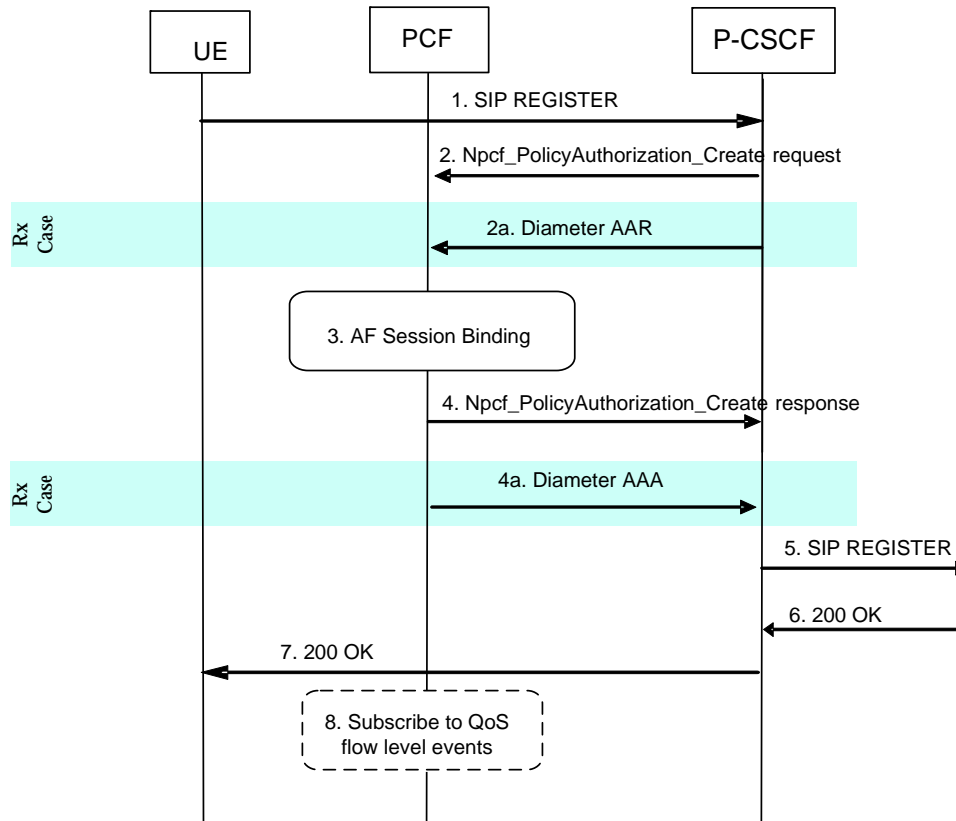 UE
PCF
P-CSCF
1. SIP REGISTER
2. Npcf_PolicyAuthorization_Create request
Rx
Case
2a. Diameter AAR
3. AF Session Binding
4. Npcf_PolicyAuthorization_Create response
Rx
Case
4a. Diameter AAA
5. SIP REGISTER
6. 200 OK
7. 200 OK
8. Subscribe to QoS
flow level events